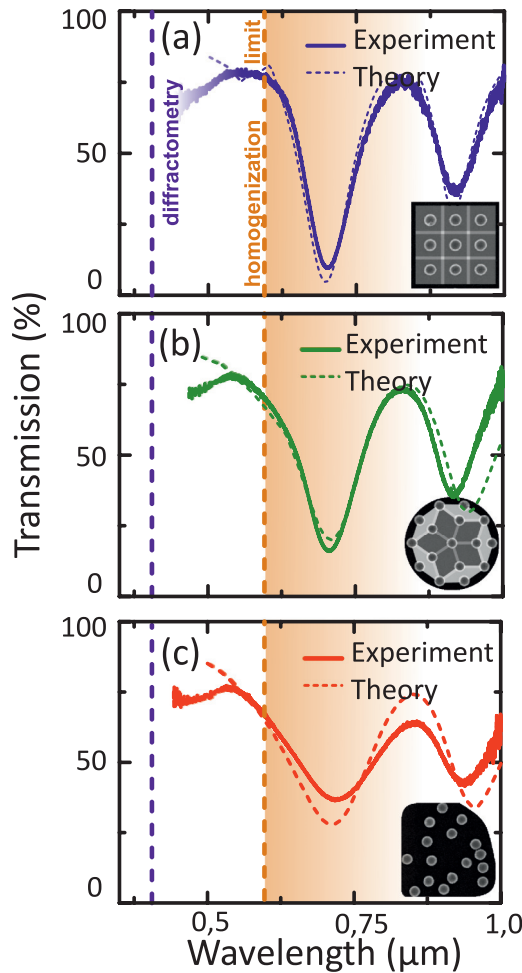 Transmission (%)
100
50
0
(a)
Experiment
Theory
diffractometry
homogenization limit
100
50
0
(b)
Experiment
Theory
100
50
0
(c)
Experiment
Theory
0,5
0,75
1,0
Wavelength (μm)